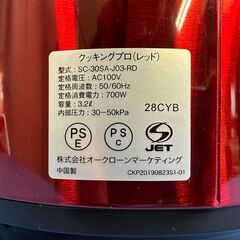 クッキングプロ(レッド)
型式:SC-30SA-J03-RD
定格電圧:AC100V
定格周波数:50/60Hz
定格消費電力:700W
容量:3.2ℓ
内部圧力:30−50kPa
28CYB
PS
E
PS
C
JET
株式会社オークローンマーケティング
中国製
CKP20190823S1-01